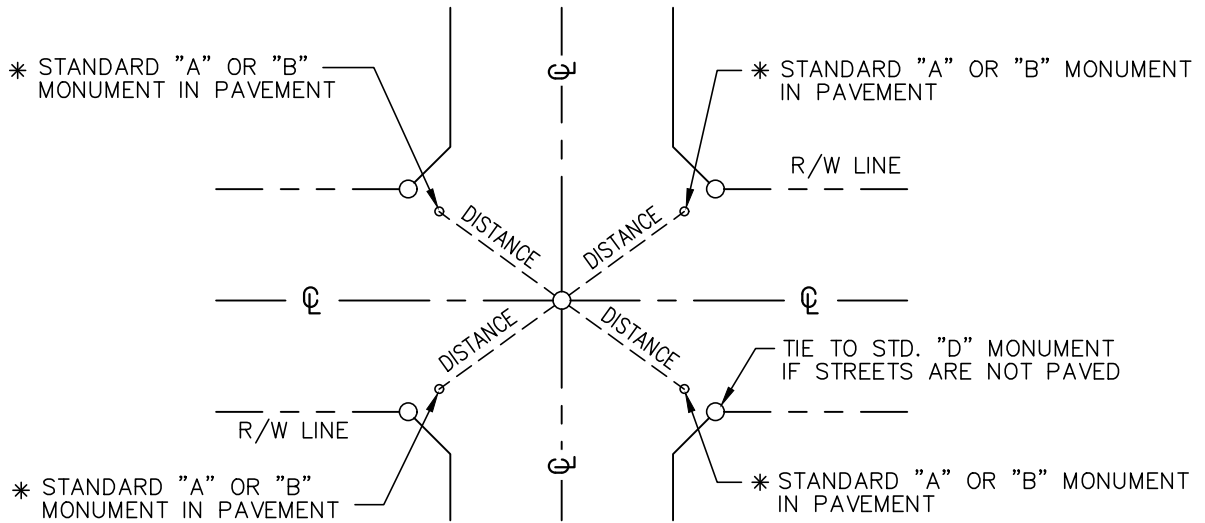 * STANDARD "A" OR "B"
MONUMENT IN PAVEMENT
℄
* STANDARD "A" OR "B" MONUMENT
IN PAVEMENT
R/W LINE
DISTANCE
DISTANCE
℄
℄
DISTANCE
DISTANCE
TIE TO STD. "D" MONUMENT
IF STREETS ARE NOT PAVED
R/W LINE
℄
* STANDARD "A" OR "B"
MONUMENT IN PAVEMENT
* STANDARD "A" OR "B" MONUMENT
IN PAVEMENT